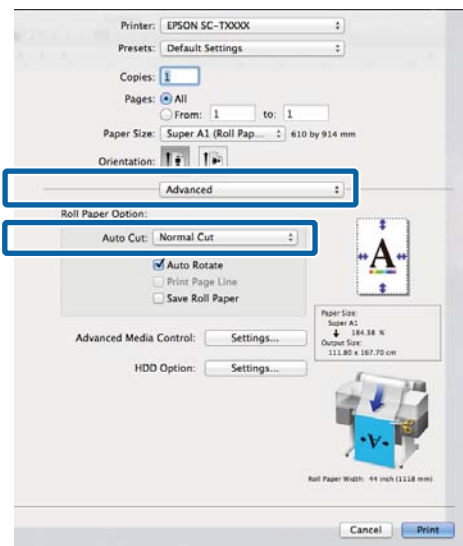 Printer: EPSON SC-TXXXX
Presets: Default Settings
Copies: 1
Pages: All
From: 1 to: 1
Paper Size: Super A1 (Roll Pap... 610 by 914 mm
Orientation:
Advanced
Roll Paper Option:
Auto Cut: Normal Cut
Auto Rotate
Print Page Line
Save Roll Paper
A
Paper Size:
Super A1
184.38 %
Output Size:
111.80 x 167.70 cm
Advanced Media Control: Settings...
HDD Option: Settings...
A
Roll Paper Width: 44 inch (1118 mm)
Cancel Print